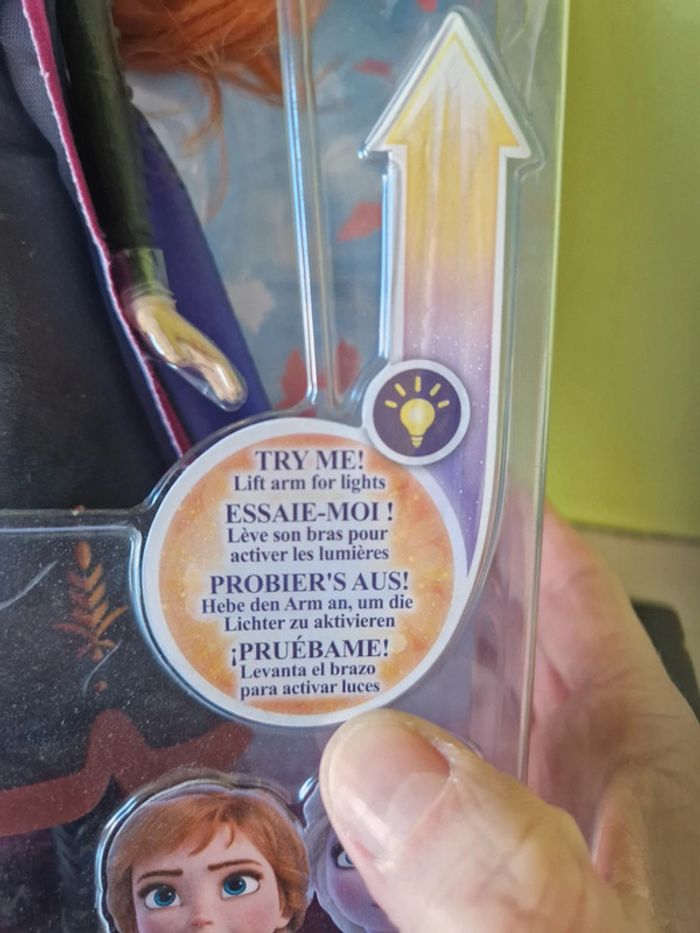 TRY ME!
Lift arm for lights
ESSAIE-MOI !
Lève son bras pour
activer les lumières
PROBIER'S AUS!
Hebe den Arm an, um die
Lichter zu aktivieren
¡PRUÉBAME!
Levanta el brazo
para activar luces